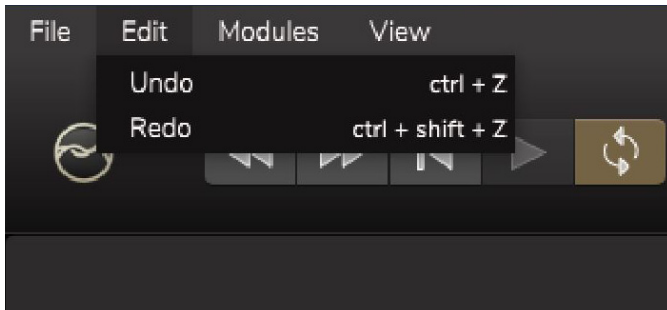 File Edit Modules View
Undo ctrl + Z
Redo ctrl + shift + Z